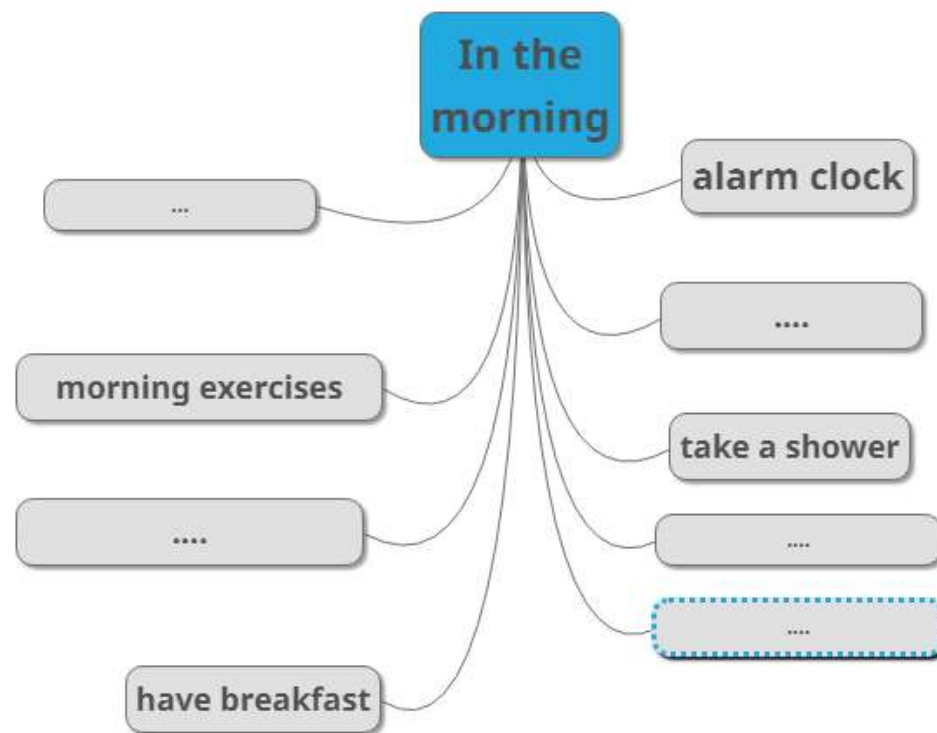 In the
morning
alarm clock
...
....
morning exercises
take a shower
....
....
....
have breakfast